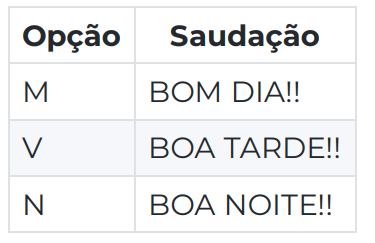 Opção Saudação
M BOM DIA!!
V BOA TARDE!!
N BOA NOITE!!